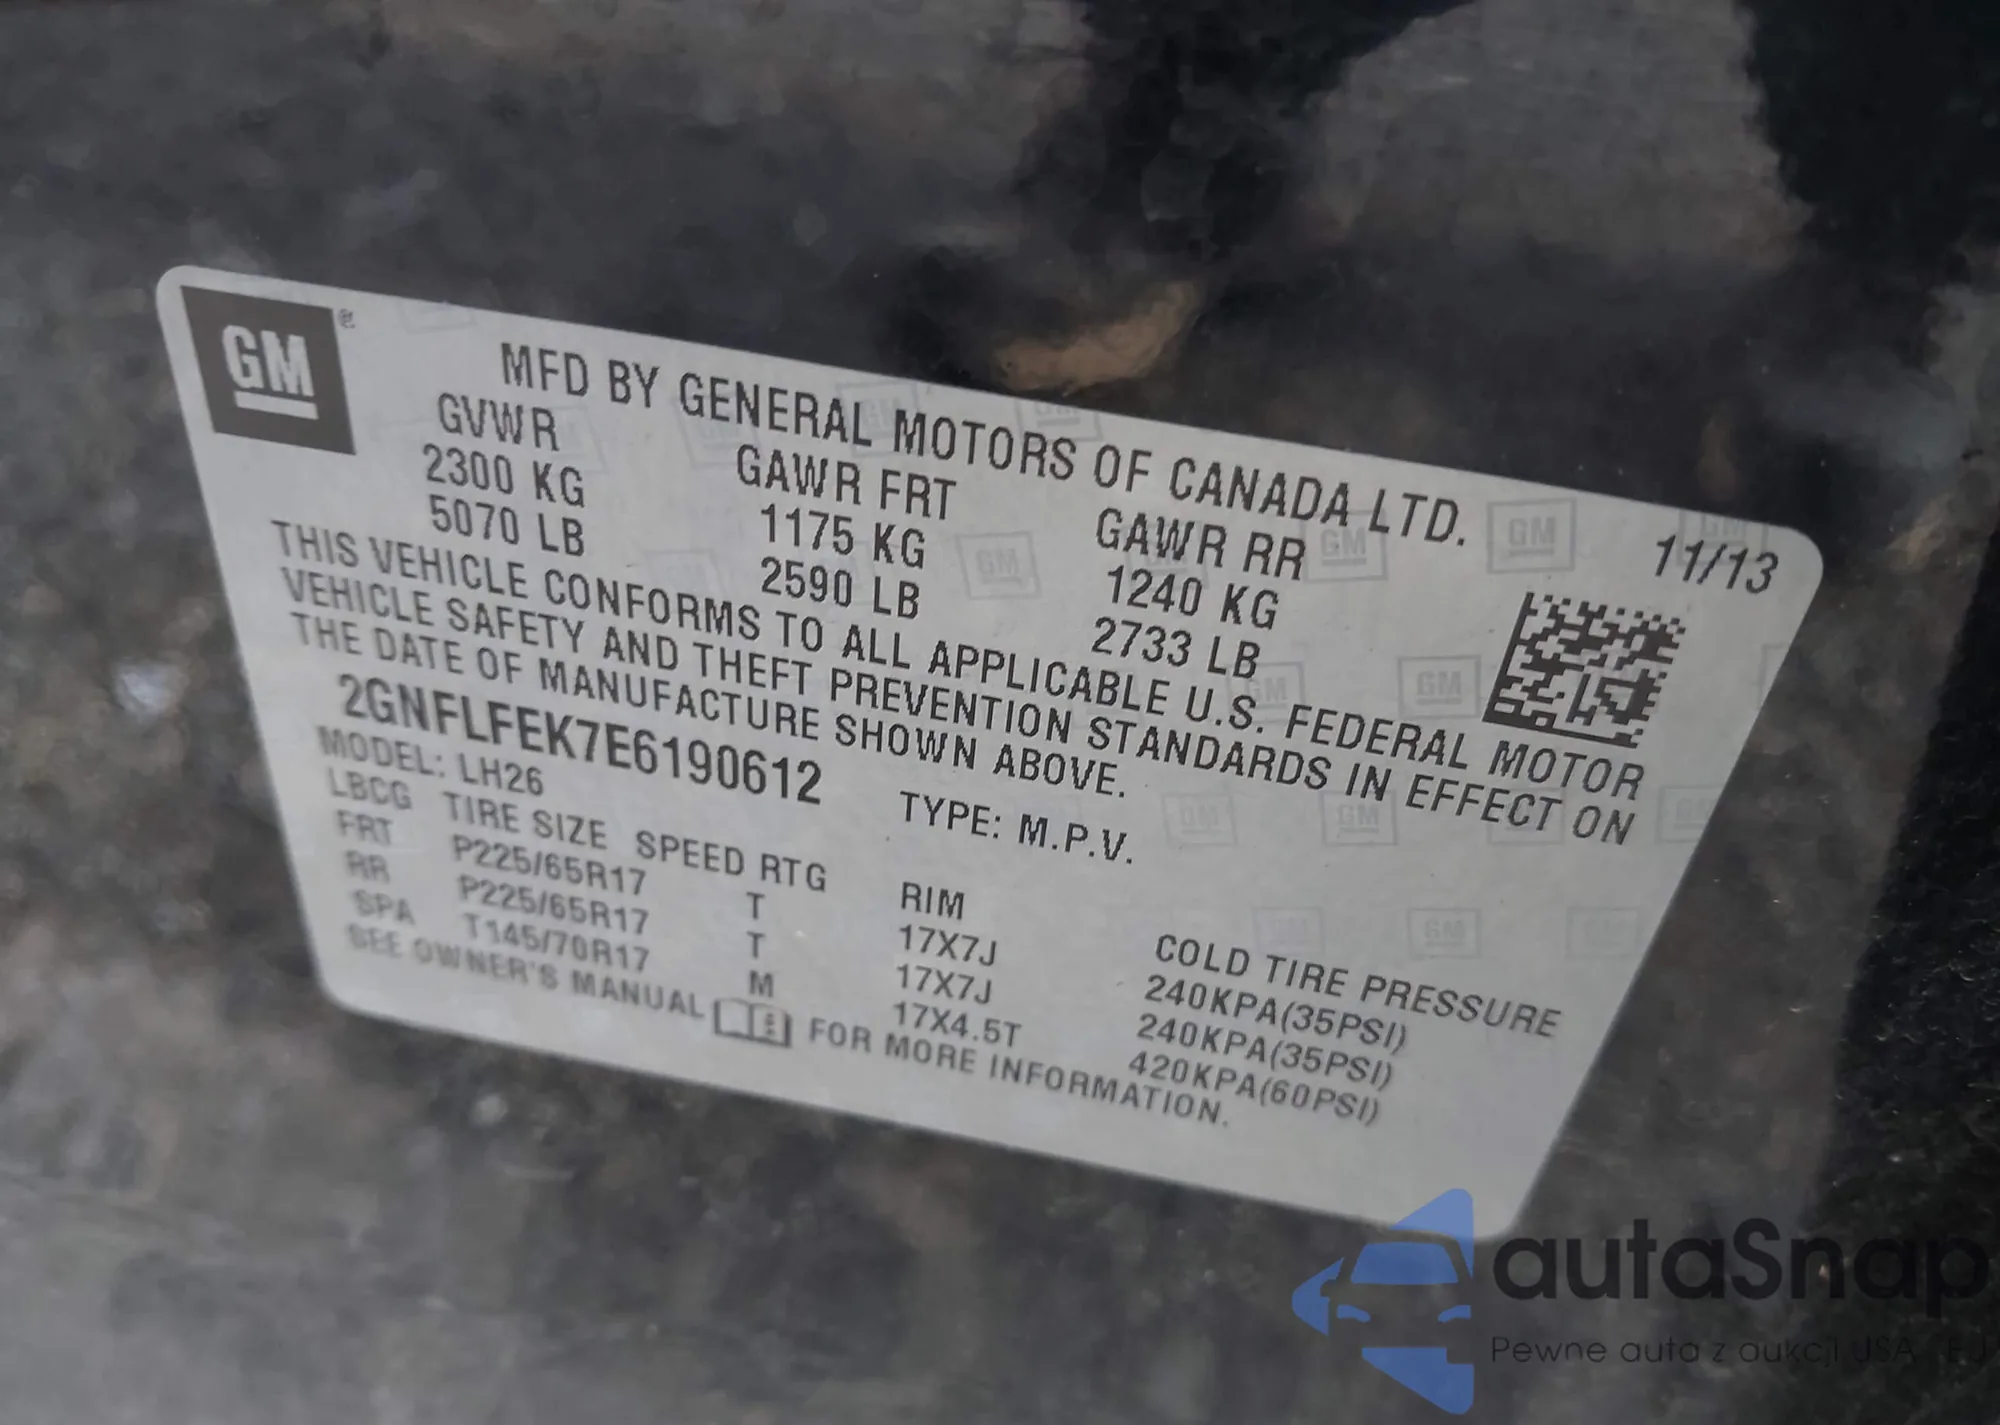 GM
MFD BY GENERAL MOTORS OF CANADA LTD.
11/13
GVWR GAWR FRT GAWR RR
2300 KG 1175 KG 1240 KG
5070 LB 2590 LB 2733 LB
THIS VEHICLE CONFORMS TO ALL APPLICABLE U.S. FEDERAL MOTOR
VEHICLE SAFETY AND THEFT PREVENTION STANDARDS IN EFFECT ON
THE DATE OF MANUFACTURE SHOWN ABOVE.
2GNFLFEK7E6190612 TYPE: M.P.V.
MODEL: LH26
LBCG TIRE SIZE SPEED RTG RIM COLD TIRE PRESSURE
FRT P225/65R17 T 17X7J 240KPA(35PSI)
RR P225/65R17 T 17X7J 240KPA(35PSI)
SPA T145/70R17 M 17X4.5T 420KPA(60PSI)
SEE OWNER'S MANUAL FOR MORE INFORMATION.
autaSnap
Pewne auta z aukcji USA